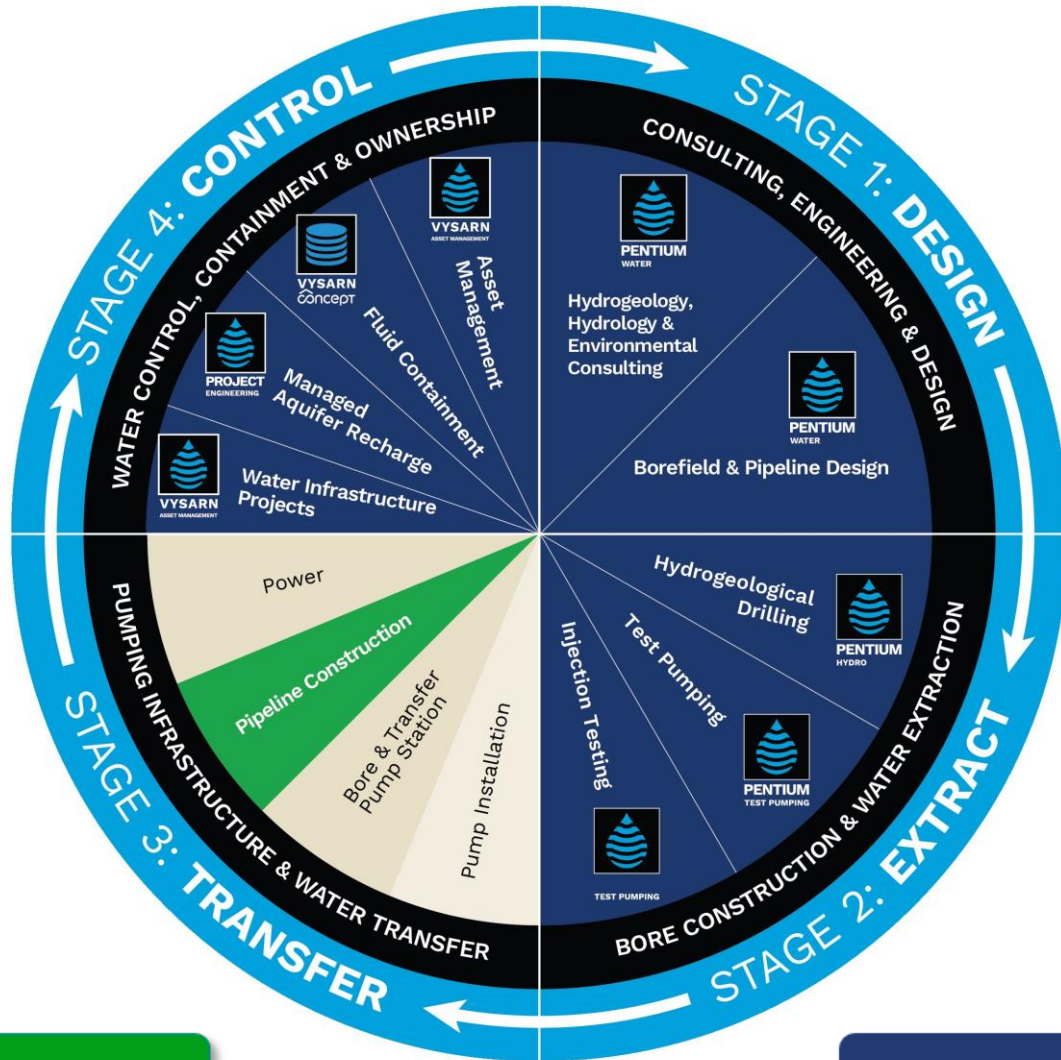 STAGE 1: DESIGN
CONSULTING, ENGINEERING & DESIGN
PENTIUM
WATER
Hydrogeology,
Hydrology &
Environmental
Consulting
PENTIUM
WATER
Borefield & Pipeline Design
STAGE 2: EXTRACT
BORE CONSTRUCTION & WATER EXTRACTION
Hydrogeological
Drilling
PENTIUM
HYDRO
Test Pumping
PENTIUM
TEST PUMPING
Injection Testing
TEST PUMPING
STAGE 3: TRANSFER
PUMPING INFRASTRUCTURE & WATER TRANSFER
Pump Installation
Bore & Transfer
Pump Station
Pipeline Construction
Power
STAGE 4: CONTROL
WATER CONTROL, CONTAINMENT & OWNERSHIP
VYSARN
ASSET MANAGEMENT
Water Infrastructure
Projects
PROJECT
ENGINEERING
Managed
Aquifer Recharge
VYSARN
CONCEPT
Fluid Containment
VYSARN
ASSET MANAGEMENT
Asset
Management